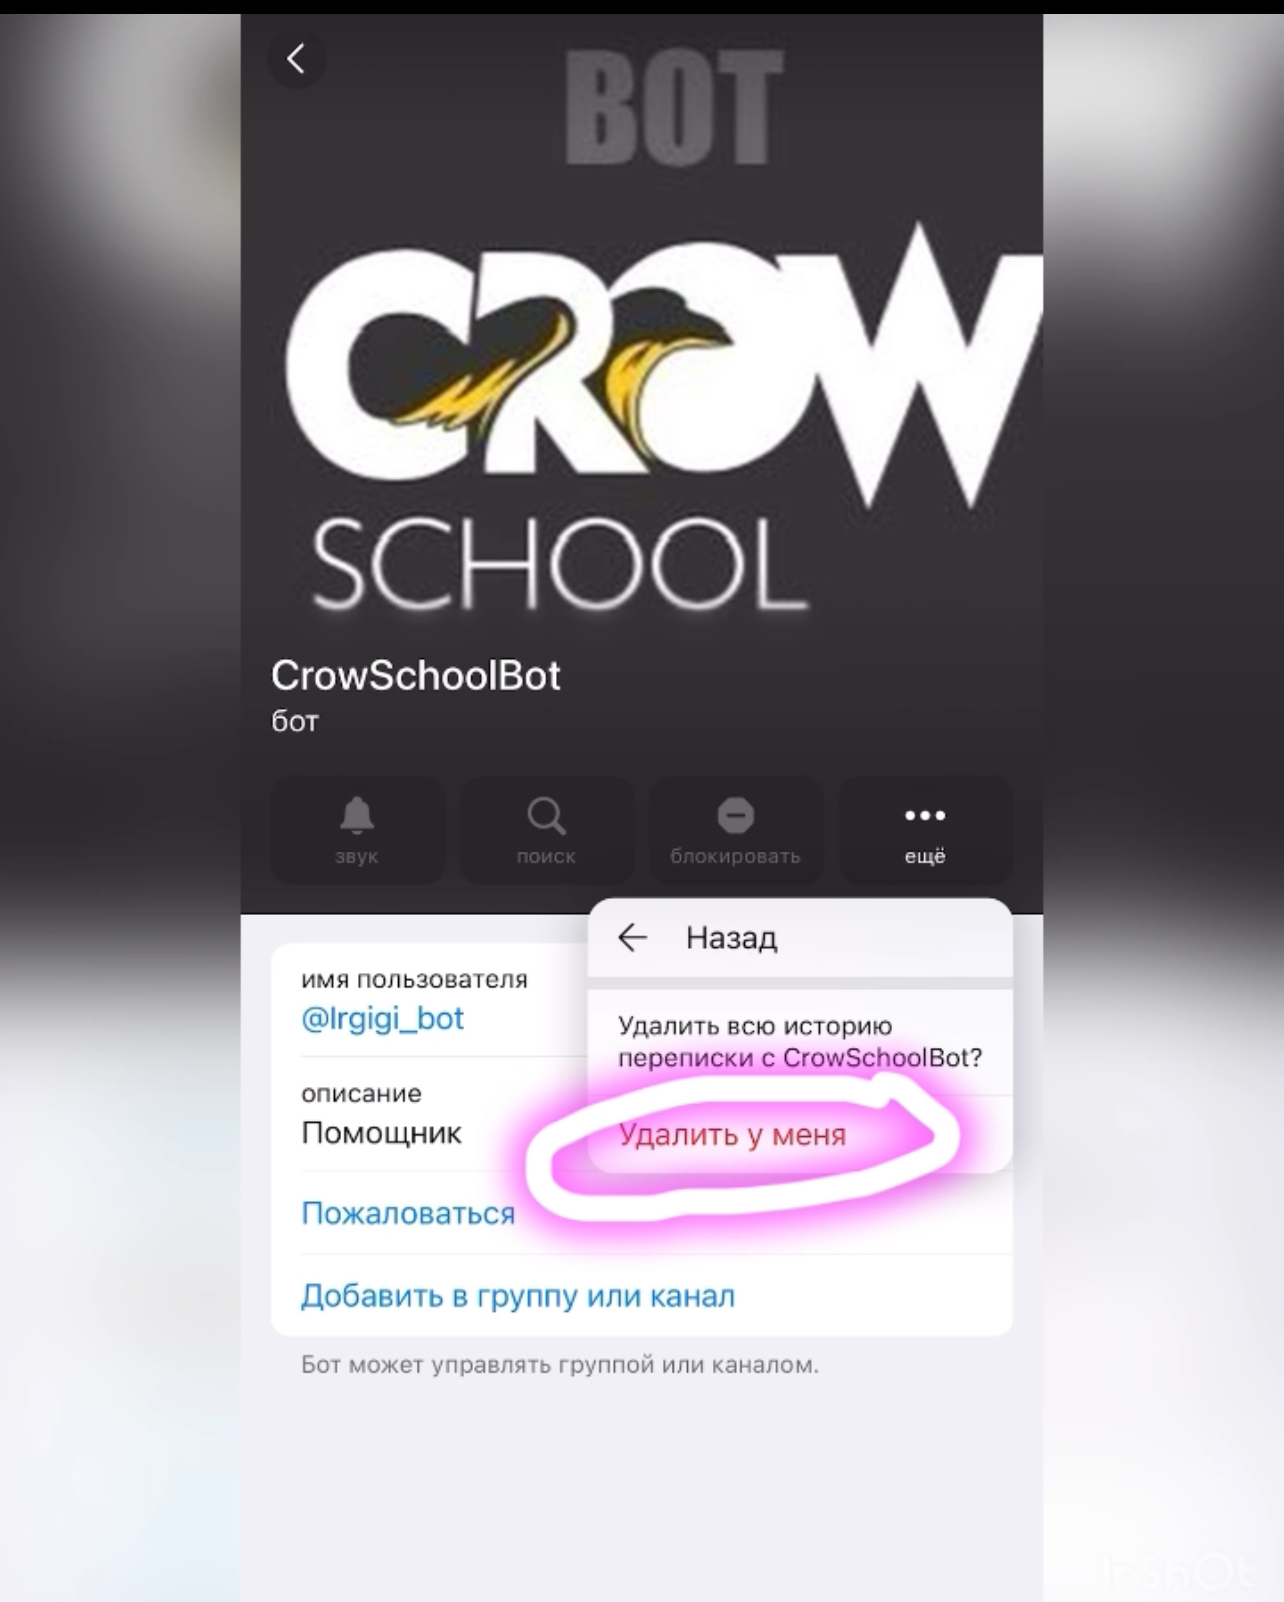 BOT
CROW
SCHOOL
CrowSchoolBot
бот
звук
поиск
блокировать
ещё
Назад
Удалить всю историю
переписки с CrowSchoolBot?
Удалить у меня
имя пользователя
@lrgigi_bot
описание
Помощник
Пожаловаться
Добавить в группу или канал
Бот может управлять группой или каналом.
InShOt